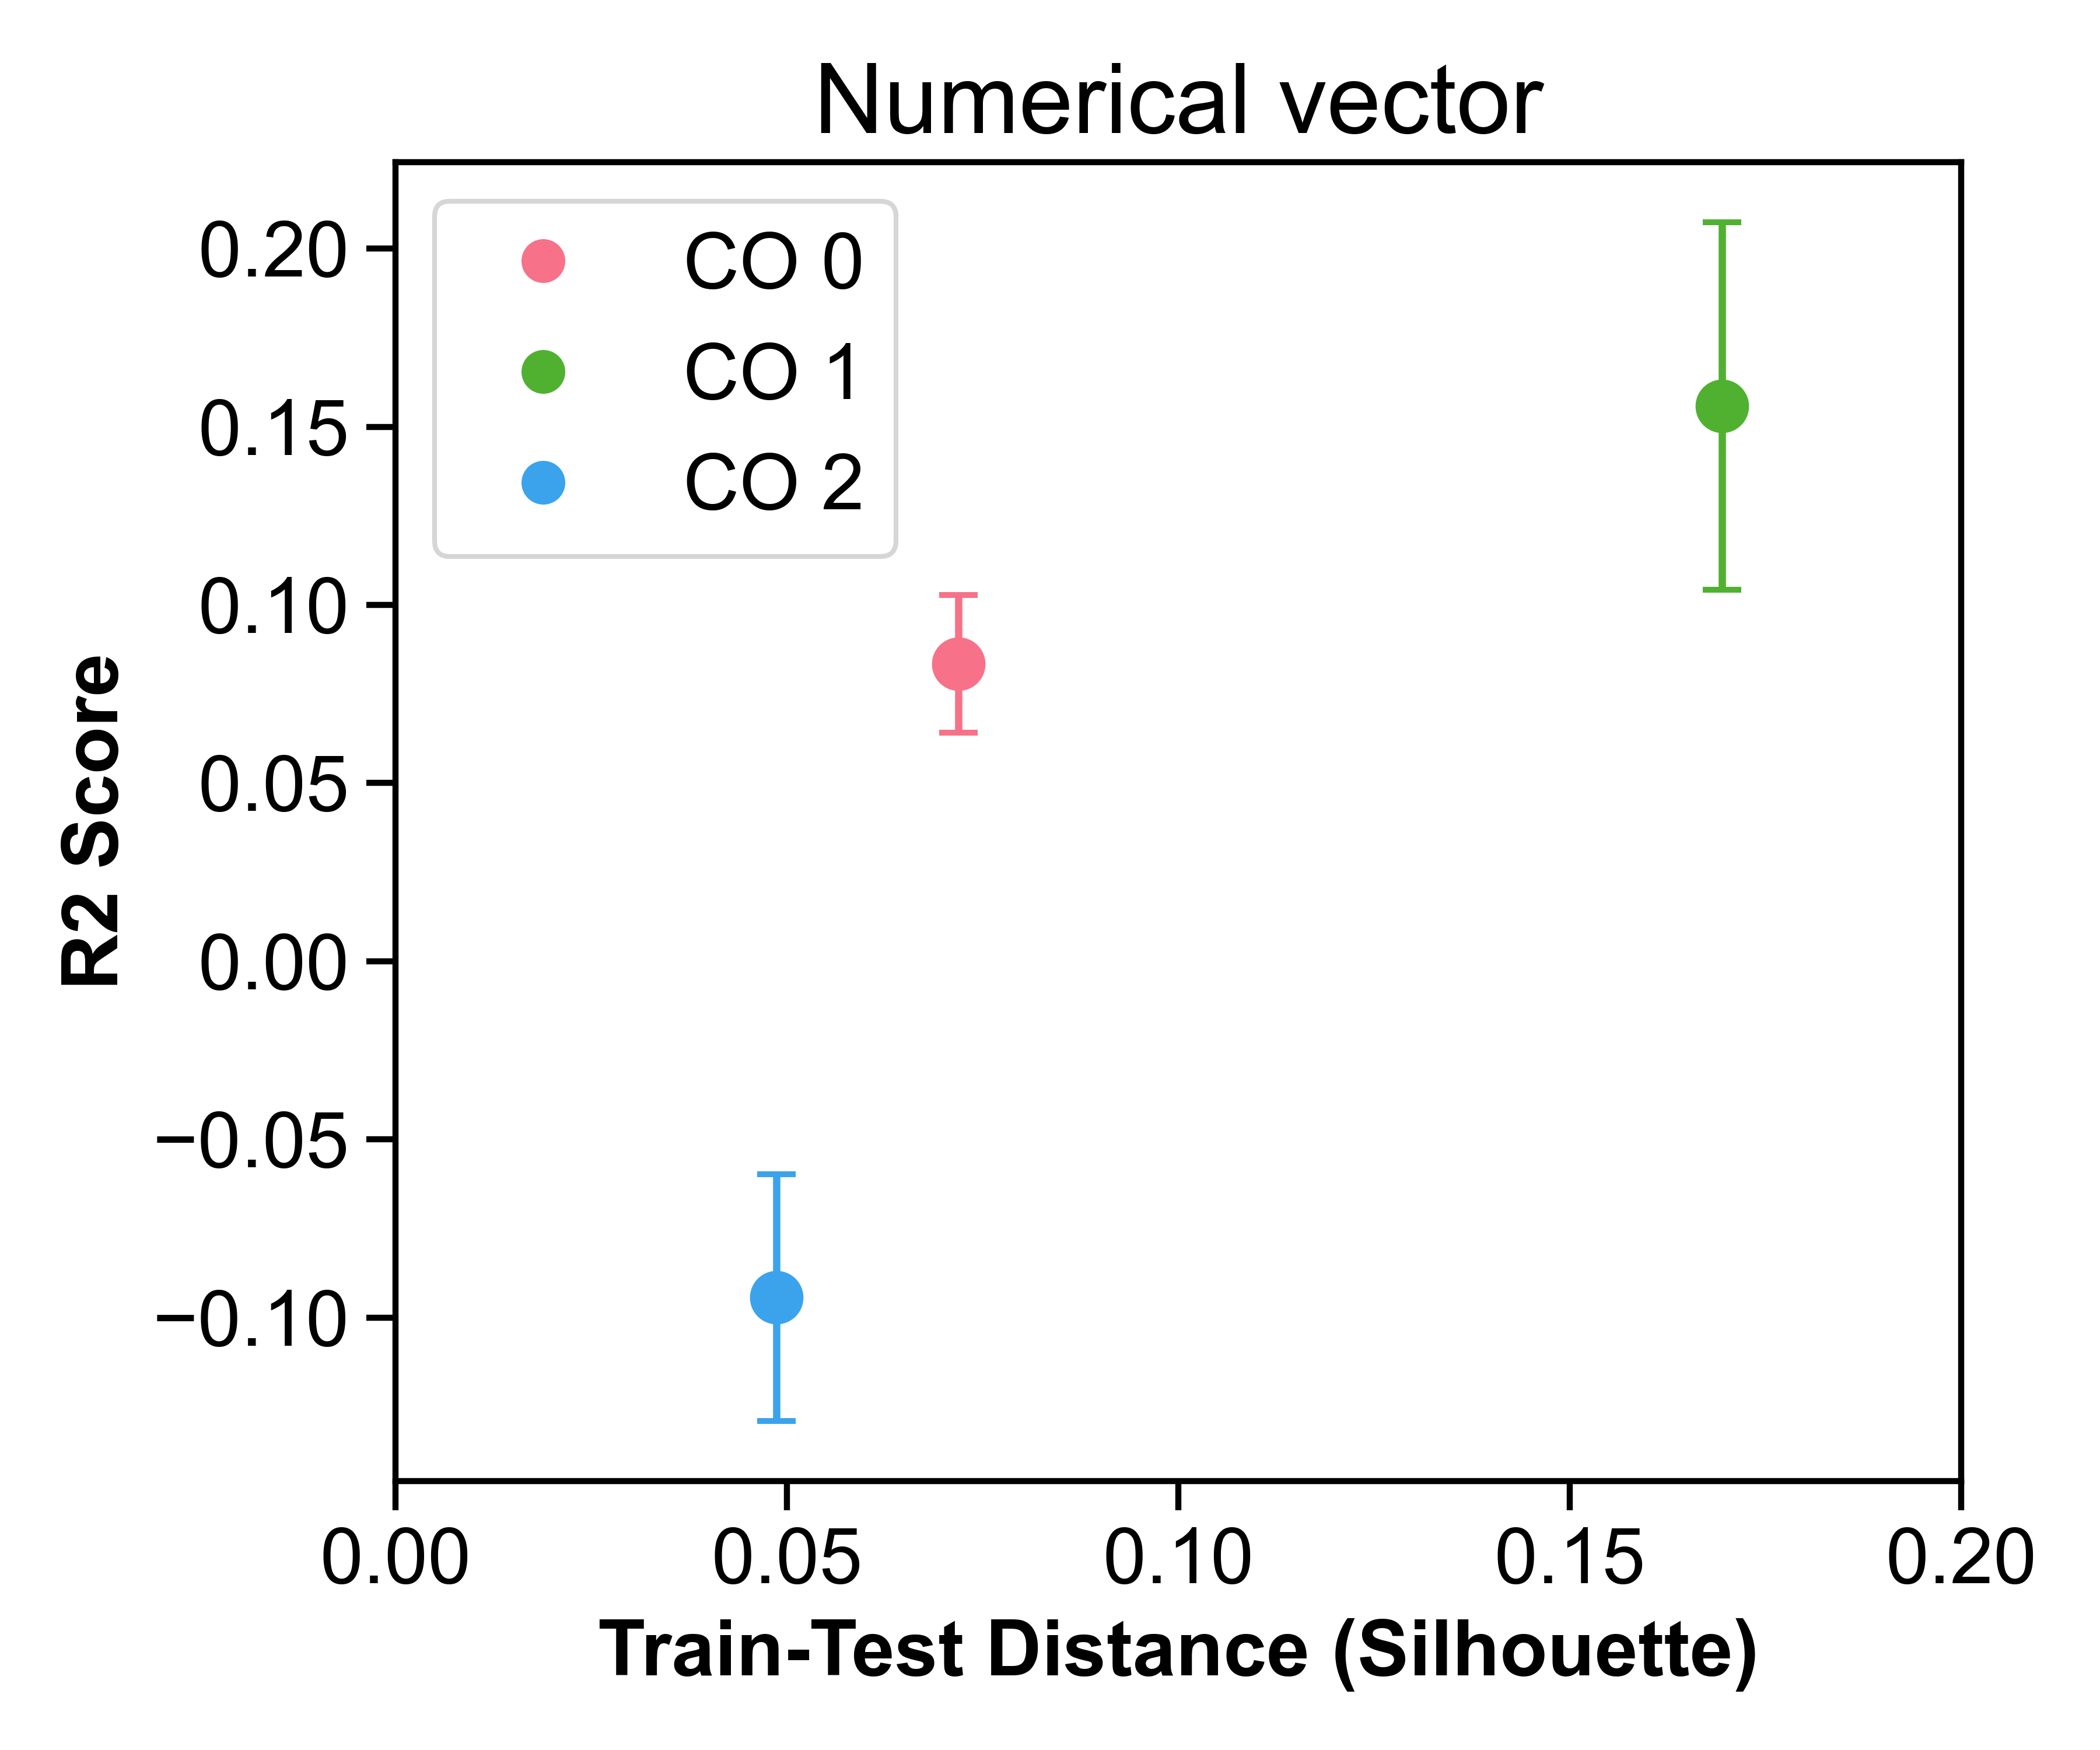 Numerical vector
CO 0
CO 1
CO 2
0.20
0.15
0.10
0.05
0.00
−0.05
−0.10
R2 Score
0.00 0.05 0.10 0.15 0.20
Train-Test Distance (Silhouette)